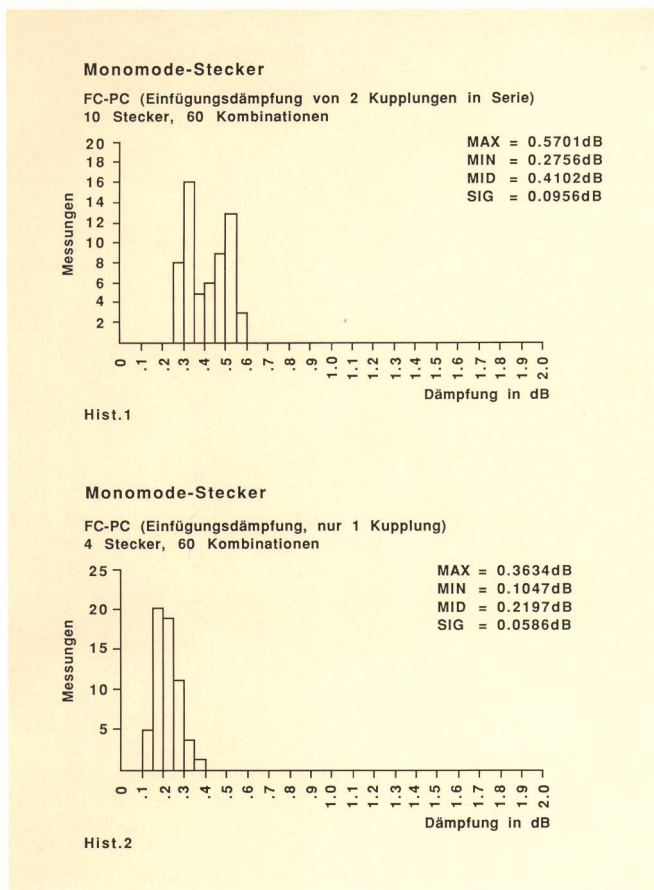 Monomode-Stecker
FC-PC (Einfügungsdämpfung von 2 Kupplungen in Serie)
10 Stecker, 60 Kombinationen
MAX = 0.5701dB
MIN = 0.2756dB
MID = 0.4102dB
SIG = 0.0956dB
20
18
16
14
12
10
8
6
4
2
Messungen
0 .1 .2 .3 .4 .5 .6 .7 .8 .9 1.0 1.1 1.2 1.3 1.4 1.5 1.6 1.7 1.8 1.9 2.0
Dämpfung in dB
Hist.1
Monomode-Stecker
FC-PC (Einfügungsdämpfung, nur 1 Kupplung)
4 Stecker, 60 Kombinationen
MAX = 0.3634dB
MIN = 0.1047dB
MID = 0.2197dB
SIG = 0.0586dB
25
20
15
10
5
Messungen
0 .1 .2 .3 .4 .5 .6 .7 .8 .9 1.0 1.1 1.2 1.3 1.4 1.5 1.6 1.7 1.8 1.9 2.0
Dämpfung in dB
Hist.2